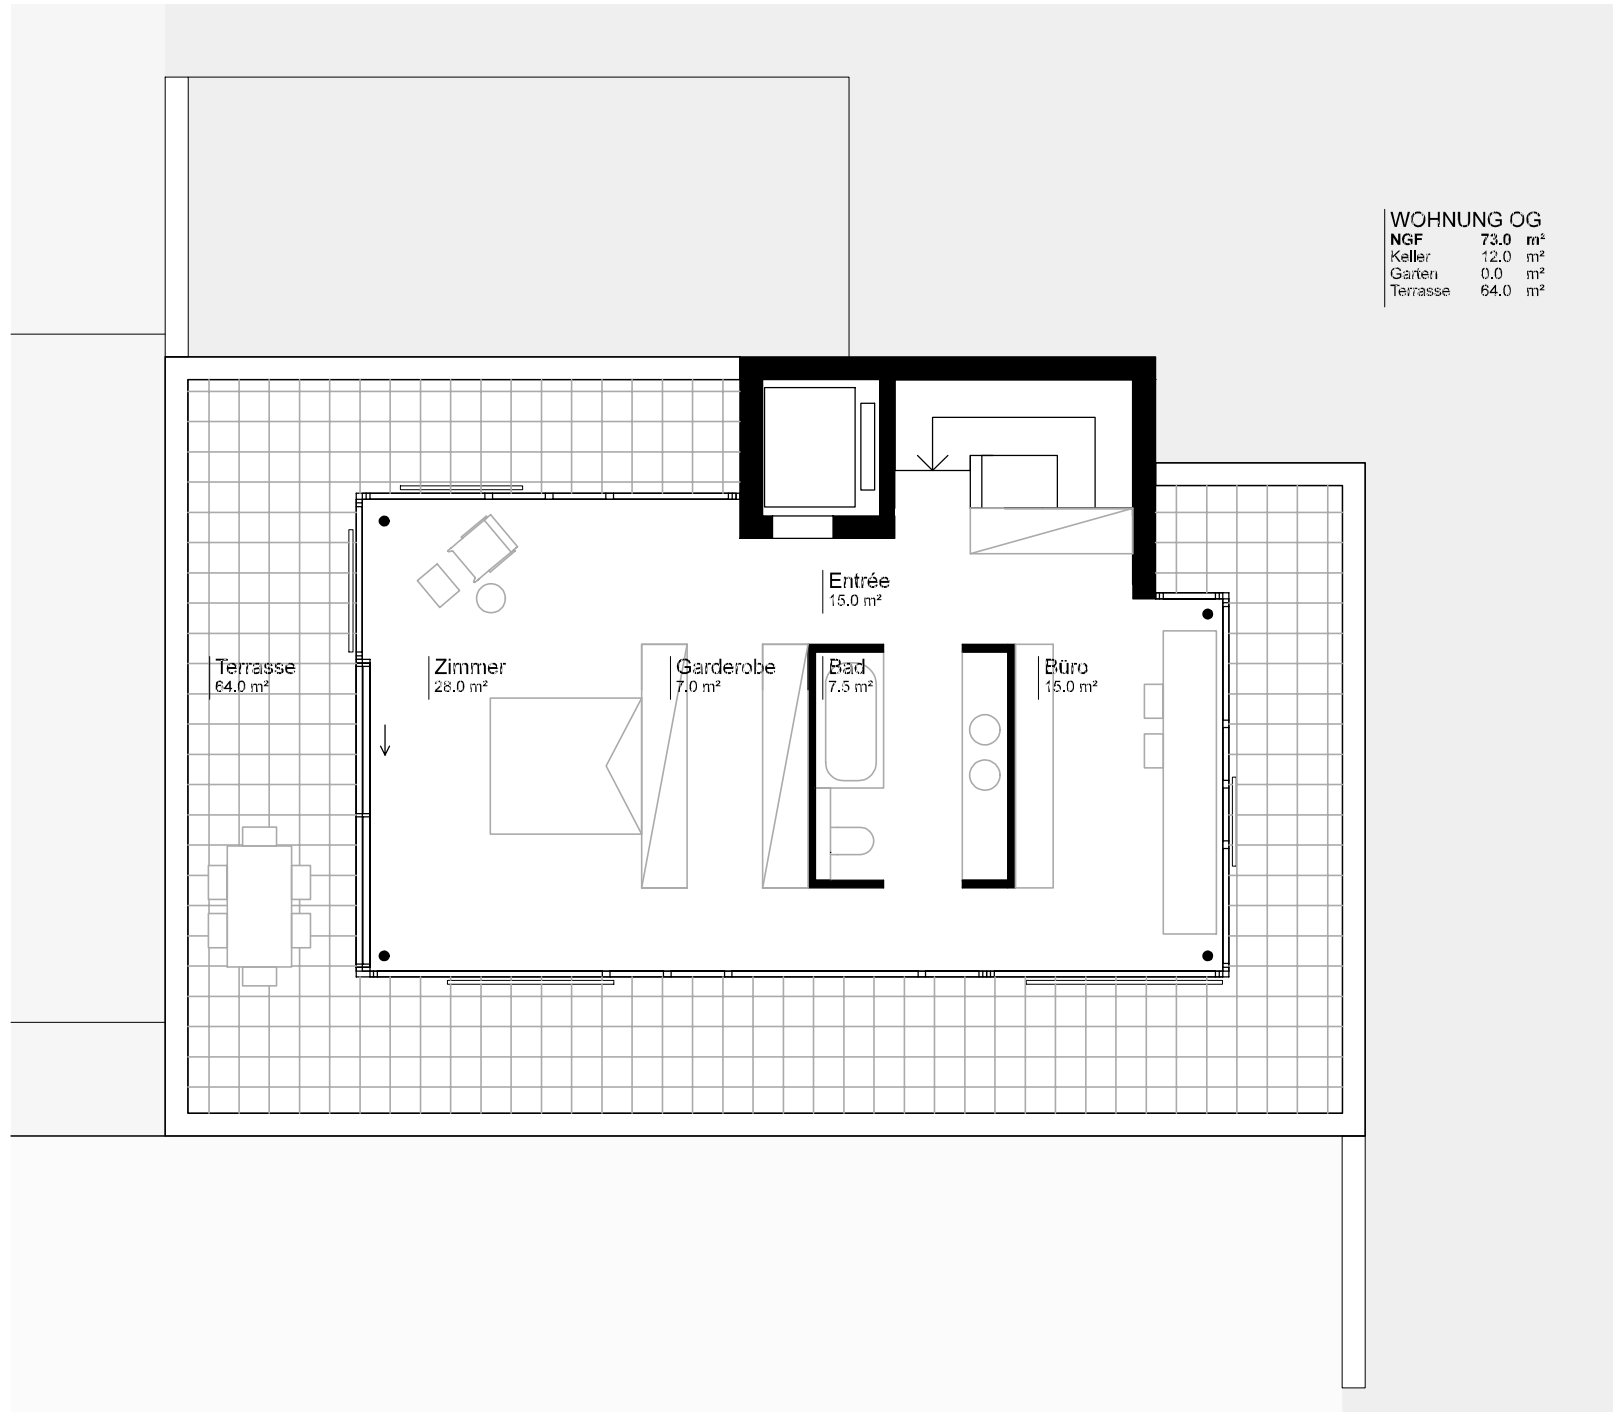 WOHNUNG OG
NGF 73.0 m²
Keller 12.0 m²
Garten 0.0 m²
Terrasse 64.0 m²
Entrée
15.0 m²
Terrasse
64.0 m²
Zimmer
28.0 m²
Garderobe
7.0 m²
Bad
7.5 m²
Büro
15.0 m²